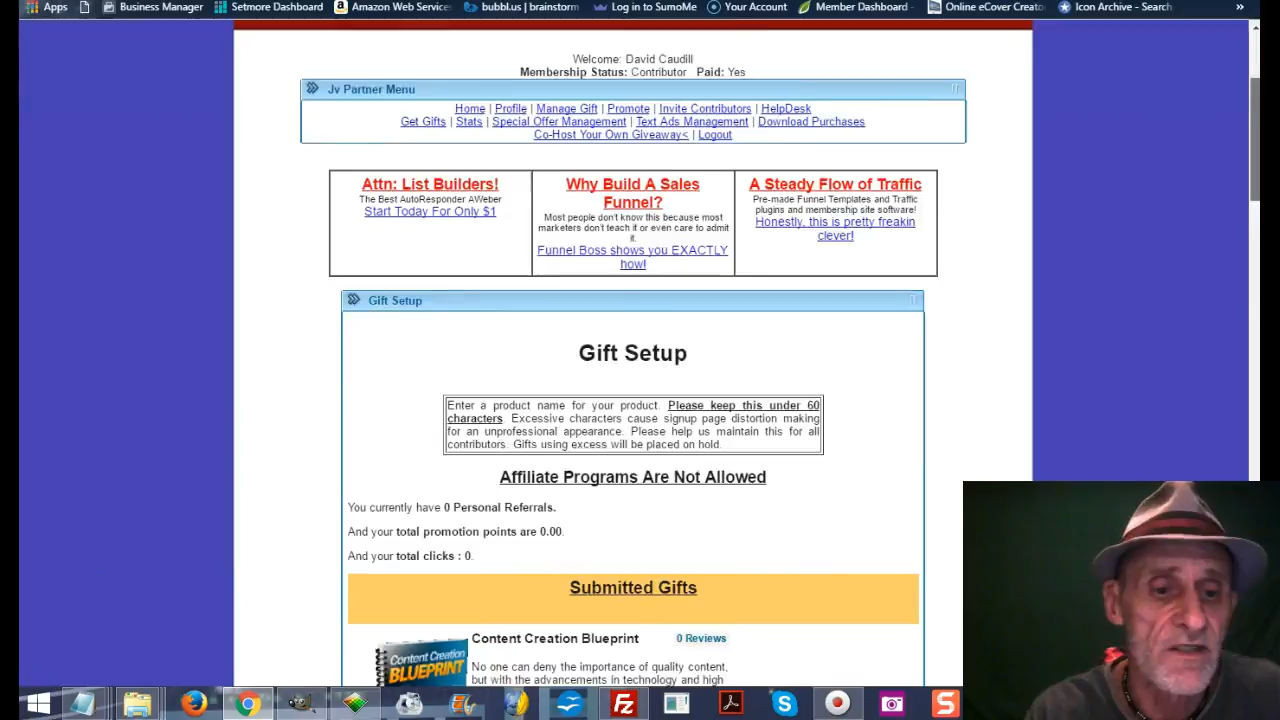 Apps Business Manager Setmore Dashboard Amazon Web Services bubbl.us | brainstorm Log in to SumoMe Your Account Member Dashboard Online eCover Creato Icon Archive - Search »
Welcome: David Caudill
Membership Status: Contributor Paid: Yes
Jv Partner Menu
Home | Profile | Manage Gift | Promote | Invite Contributors | HelpDesk
Get Gifts | Stats | Special Offer Management | Text Ads Management | Download Purchases
Co-Host Your Own Giveaway< | Logout
Attn: List Builders!
The Best AutoResponder AWeber
Start Today For Only $1
Why Build A Sales
Funnel?
Most people don't know this because most
marketers don't teach it or even care to admit
it.
Funnel Boss shows you EXACTLY
how!
A Steady Flow of Traffic
Pre-made Funnel Templates and Traffic
plugins and membership site software!
Honestly, this is pretty freakin
clever!
Gift Setup
Gift Setup
Enter a product name for your product. Please keep this under 60
characters. Excessive characters cause signup page distortion making
for an unprofessional appearance. Please help us maintain this for all
contributors. Gifts using excess will be placed on hold.
Affiliate Programs Are Not Allowed
You currently have 0 Personal Referrals.
And your total promotion points are 0.00.
And your total clicks : 0.
Submitted Gifts
Content Creation Blueprint 0 Reviews
Content Creation
BLUEPRINT
No one can deny the importance of quality content,
but with the advancements in technology and high